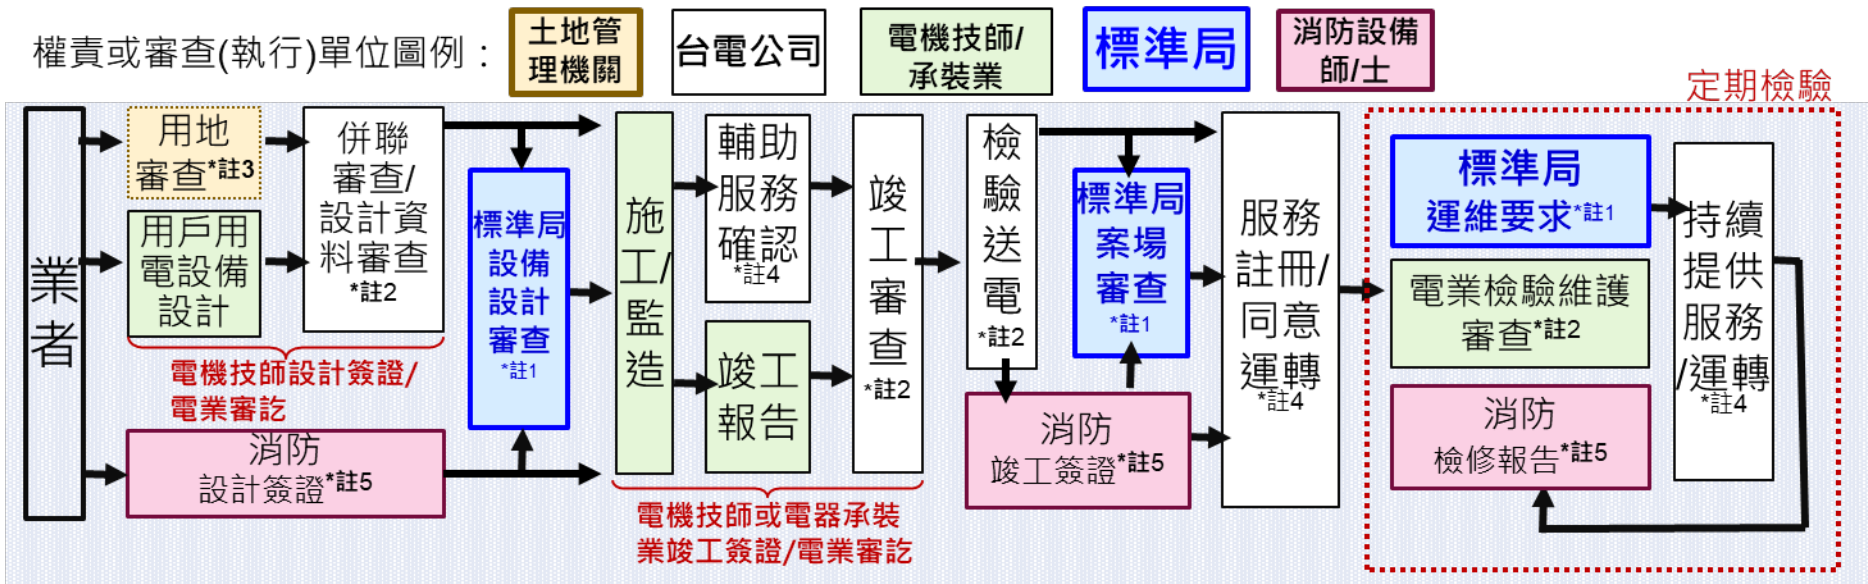 權責或審查(執行)單位圖例：
土地管
理機關
台電公司
電機技師/
承裝業
標準局
消防設備
師/士
定期檢驗
業
者
用地
審查*註3
用戶用
電設備
設計
併聯
審查/
設計資
料審查
*註2
電機技師設計簽證/
電業審訖
消防
設計簽證*註5
標準局
設備
設計
審查
*註1
施
工/
監
造
輔助
服務
確認
*註4
竣工
報告
竣
工
審
查
*註2
電機技師或電器承裝
業竣工簽證/電業審訖
檢
驗
送
電
*註2
消防
竣工簽證*註5
標準局
案場
審查
*註1
服務
註冊/
同意
運轉
*註4
標準局
運維要求*註1
電業檢驗維護
審查*註2
消防
檢修報告*註5
持續
提供
服務
/運轉
*註4